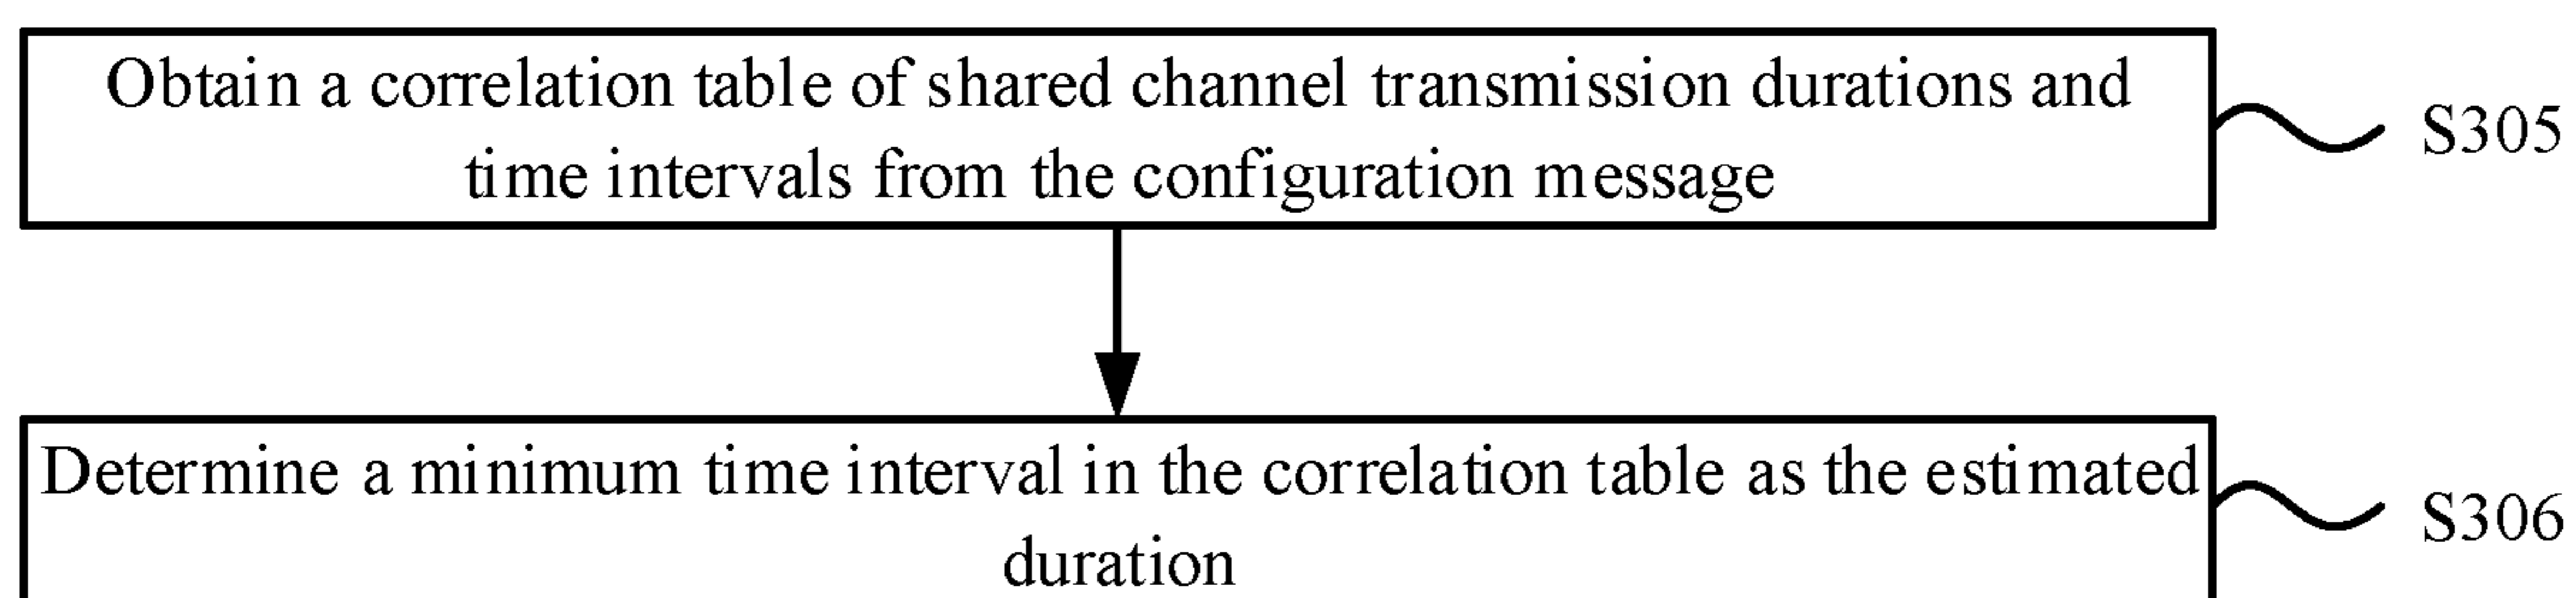 Obtain a correlation table of shared channel transmission durations and
time intervals from the configuration message
S305
Determine a minimum time interval in the correlation table as the estimated
duration
S306